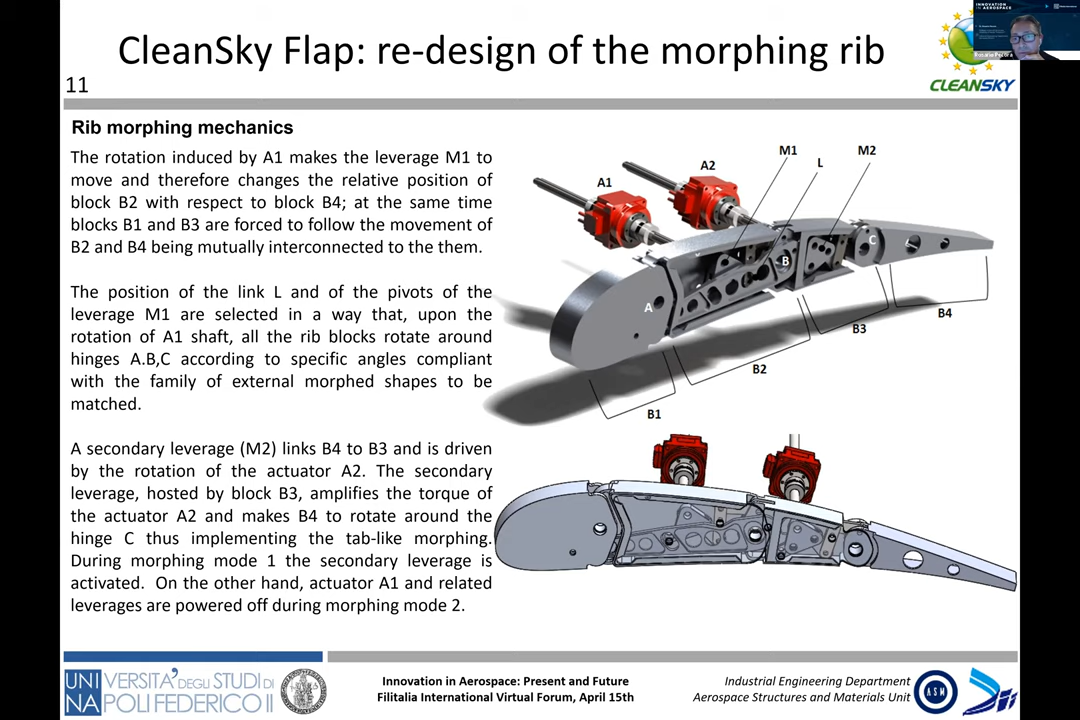 CleanSky Flap: re-design of the morphing rib
11
CLEANSKY
INNOVATION
IN AEROSPACE
Rib morphing mechanics
The rotation induced by A1 makes the leverage M1 to
move and therefore changes the relative position of
block B2 with respect to block B4; at the same time
blocks B1 and B3 are forced to follow the movement of
B2 and B4 being mutually interconnected to the them.
The position of the link L and of the pivots of the
leverage M1 are selected in a way that, upon the
rotation of A1 shaft, all the rib blocks rotate around
hinges A.B,C according to specific angles compliant
with the family of external morphed shapes to be
matched.
A secondary leverage (M2) links B4 to B3 and is driven
by the rotation of the actuator A2. The secondary
leverage, hosted by block B3, amplifies the torque of
the actuator A2 and makes B4 to rotate around the
hinge C thus implementing the tab-like morphing.
During morphing mode 1 the secondary leverage is
activated. On the other hand, actuator A1 and related
leverages are powered off during morphing mode 2.
A1
A2
M1
L
M2
A
B
C
B1
B2
B3
B4
UNIVERSITA' DEGLI STUDI DI
NAPOLI FEDERICO II
Innovation in Aerospace: Present and Future
Filitalia International Virtual Forum, April 15th
Industrial Engineering Department
Aerospace Structures and Materials Unit
ASM